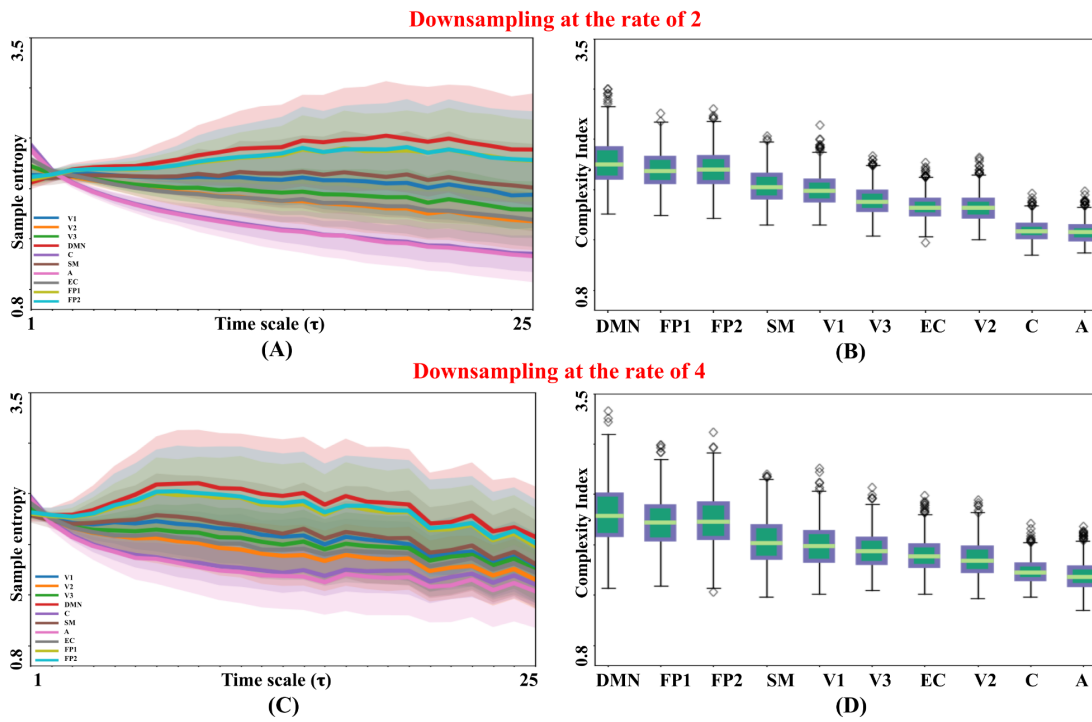 Downsampling at the rate of 2
3.5
Sample entropy
0.8
V1
V2
V3
DMN
C
SM
A
EC
FP1
FP2
1
Time scale (τ)
25
(A)
3.5
Complexity Index
0.8
DMN FP1 FP2 SM V1 V3 EC V2 C A
(B)
Downsampling at the rate of 4
3.5
Sample entropy
0.8
V1
V2
V3
DMN
C
SM
A
EC
FP1
FP2
1
Time scale (τ)
25
(C)
3.5
Complexity Index
0.8
DMN FP1 FP2 SM V1 V3 EC V2 C A
(D)